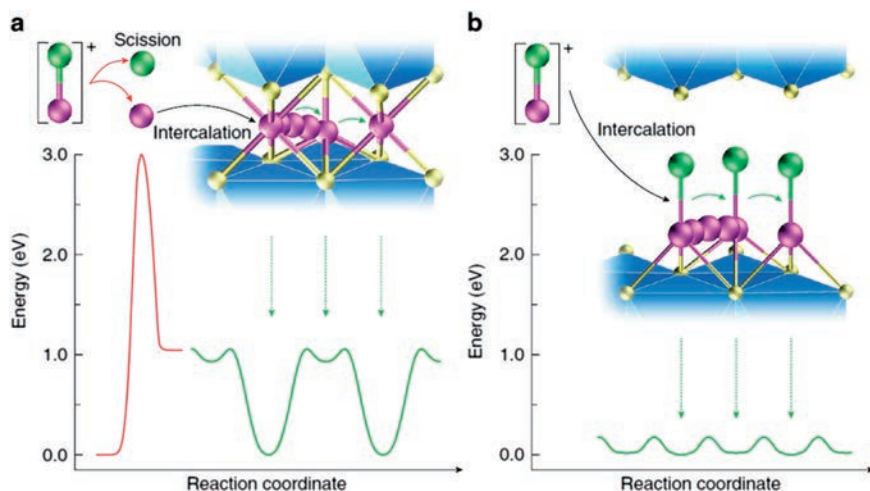 a
+
Scission
Intercalation
3.0
2.0
1.0
0.0
Energy (eV)
Reaction coordinate
b
+
Intercalation
3.0
2.0
1.0
0.0
Energy (eV)
Reaction coordinate